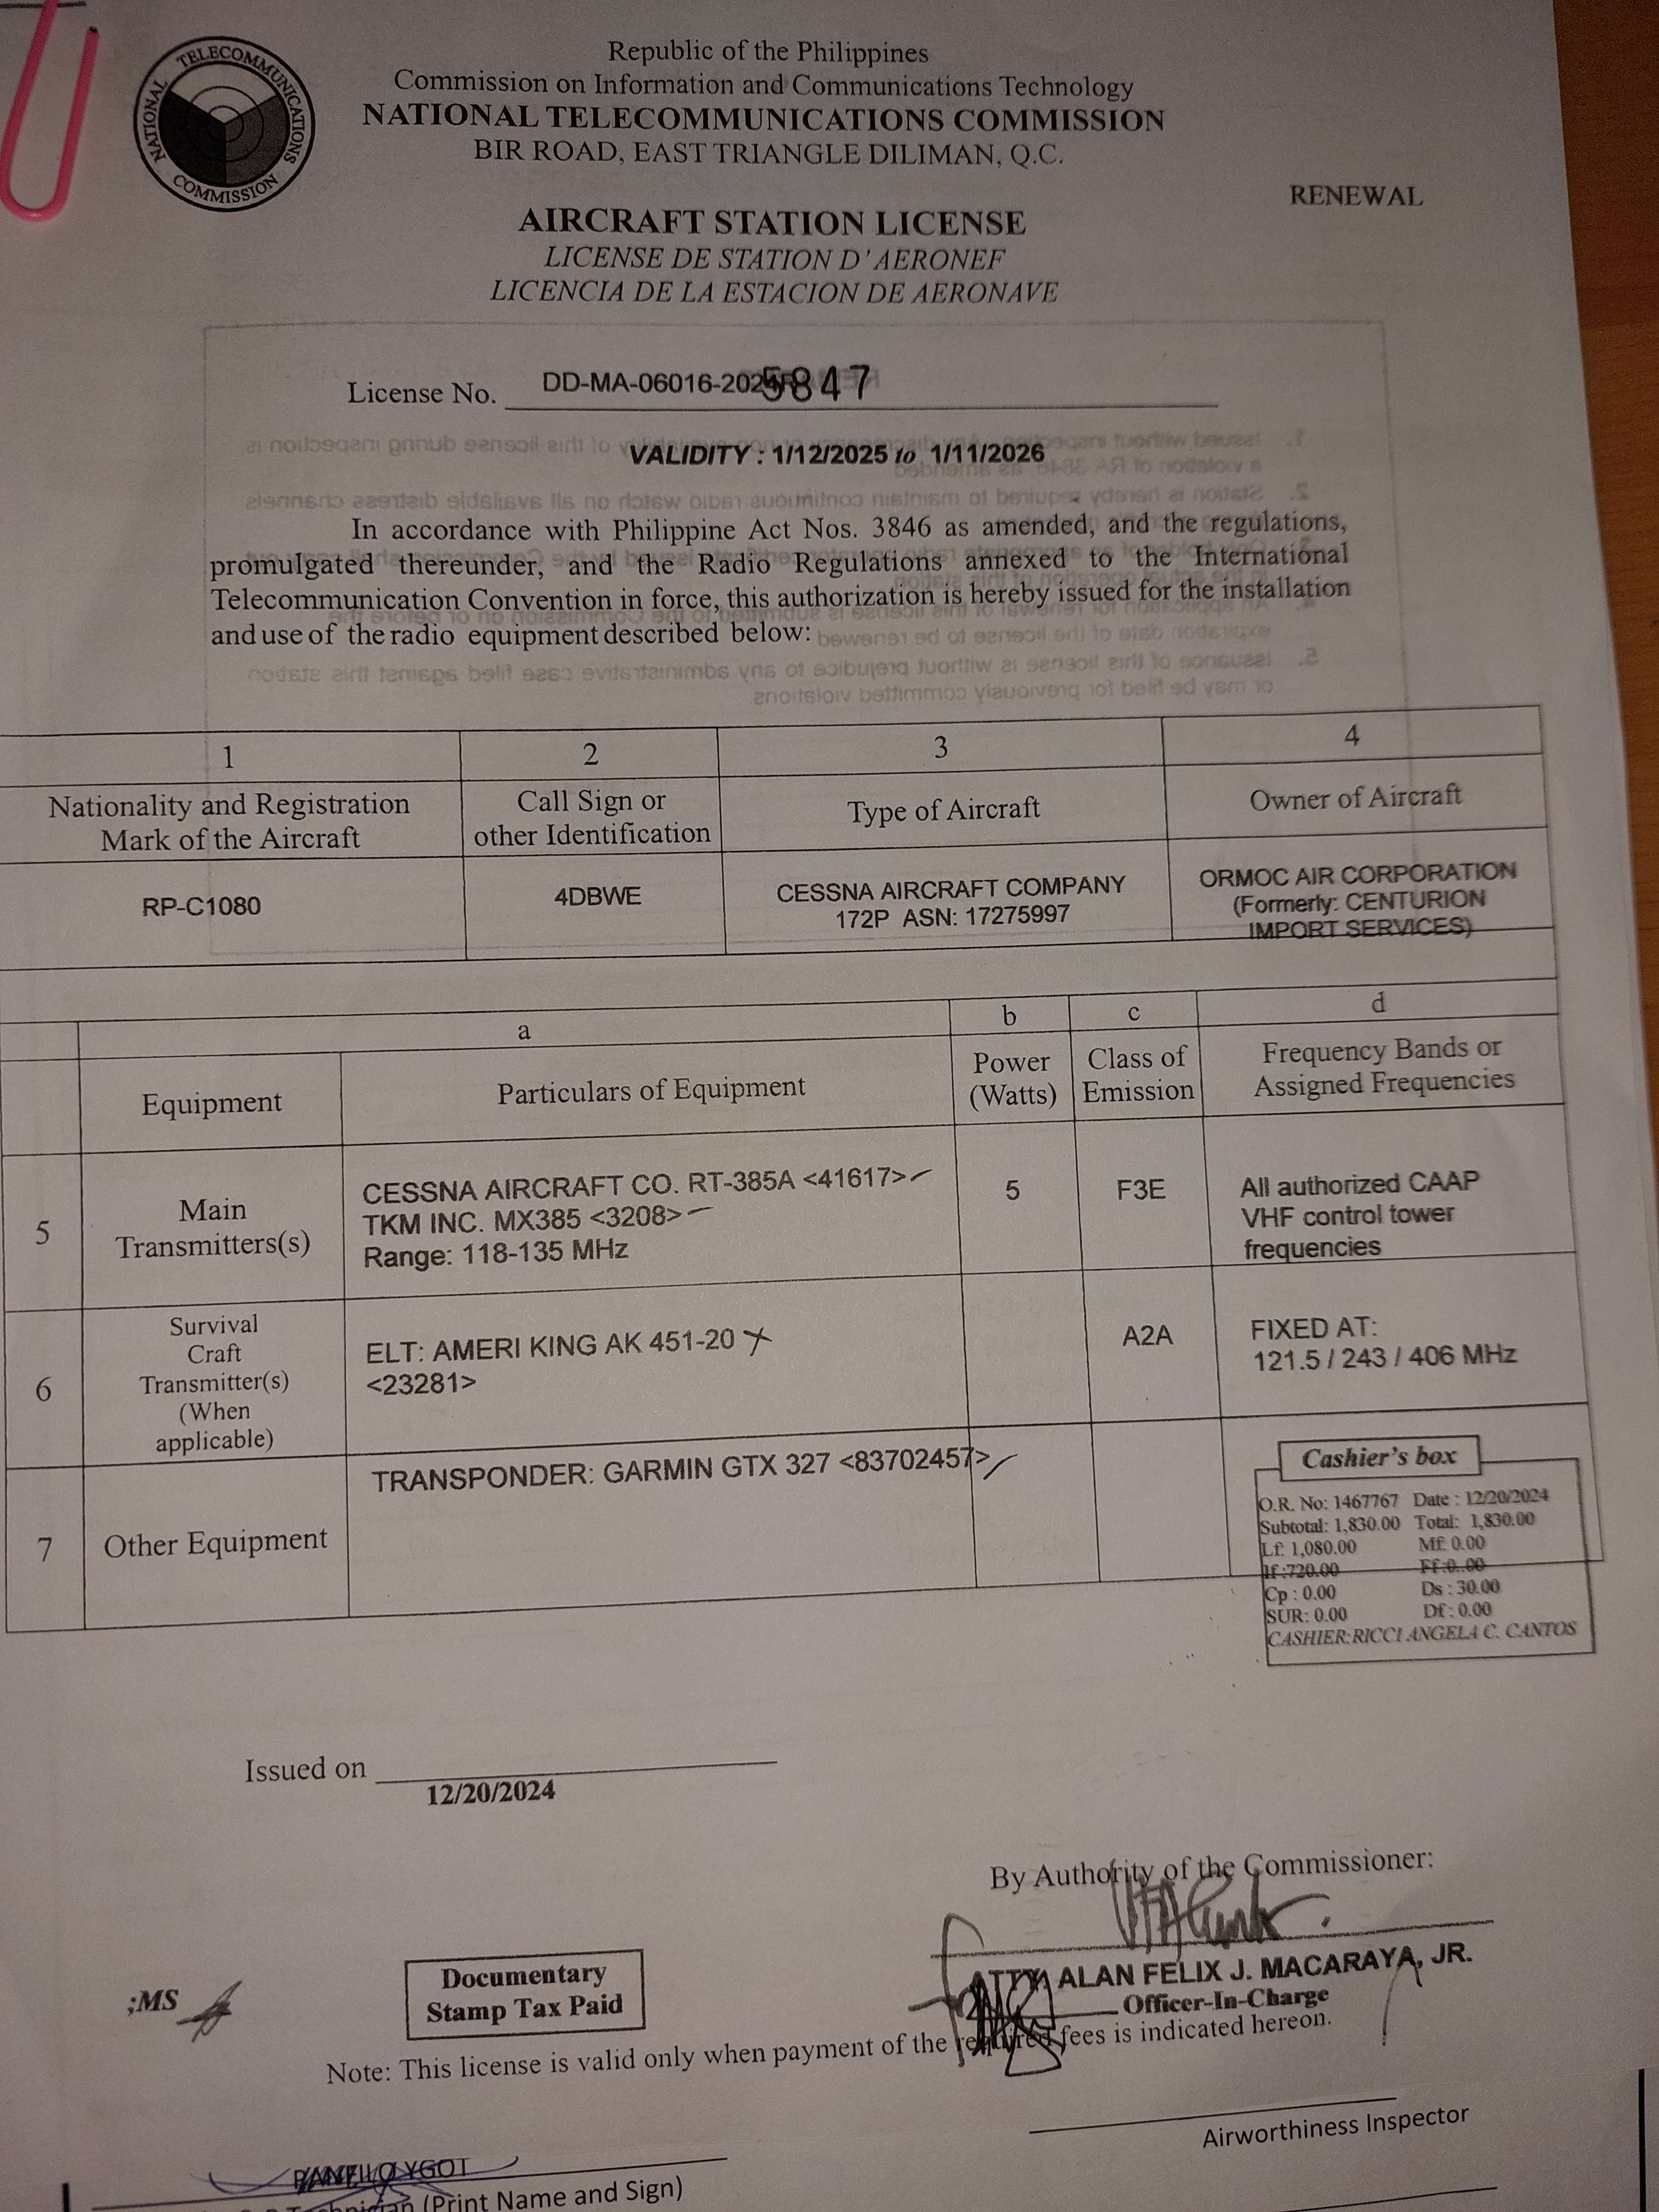 NATIONAL TELECOMMUNICATIONS COMMISSION
Republic of the Philippines
Commission on Information and Communications Technology
NATIONAL TELECOMMUNICATIONS COMMISSION
BIR ROAD, EAST TRIANGLE DILIMAN, Q.C.
RENEWAL
AIRCRAFT STATION LICENSE
LICENSE DE STATION D'AERONEF
LICENCIA DE LA ESTACION DE AERONAVE
License No. DD-MA-06016-202 5847
VALIDITY : 1/12/2025 to 1/11/2026
In accordance with Philippine Act Nos. 3846 as amended, and the regulations,
promulgated thereunder, and the Radio Regulations annexed to the International
Telecommunication Convention in force, this authorization is hereby issued for the installation
and use of the radio equipment described below:
1 2 3 4
Nationality and Registration
Mark of the Aircraft
Call Sign or
other Identification
Type of Aircraft
Owner of Aircraft
RP-C1080
4DBWE
CESSNA AIRCRAFT COMPANY
172P ASN: 17275997
ORMOC AIR CORPORATION
(Formerly: CENTURION
IMPORT SERVICES)
a b c d
Equipment
Particulars of Equipment
Power
(Watts)
Class of
Emission
Frequency Bands or
Assigned Frequencies
5
Main
Transmitters(s)
CESSNA AIRCRAFT CO. RT-385A <41617>
TKM INC. MX385 <3208>
Range: 118-135 MHz
5
F3E
All authorized CAAP
VHF control tower
frequencies
6
Survival
Craft
Transmitter(s)
(When
applicable)
ELT: AMERI KING AK 451-20
<23281>
A2A
FIXED AT:
121.5 / 243 / 406 MHz
7
Other Equipment
TRANSPONDER: GARMIN GTX 327 <83702457>
Cashier's box
O.R. No: 1467767 Date : 12/20/2024
Subtotal: 1,830.00 Total: 1,830.00
Lf: 1,080.00 Mf: 0.00
If :720.00 Ff :0..00
Cp : 0.00 Ds : 30.00
SUR: 0.00 Df : 0.00
CASHIER:RICCI ANGELA C. CANTOS
Issued on
12/20/2024
By Authority of the Commissioner:
ATTY. ALAN FELIX J. MACARAYA, JR.
Officer-In-Charge
;MS
Documentary
Stamp Tax Paid
Note: This license is valid only when payment of the required fees is indicated hereon.
Airworthiness Inspector
PANFILO YGOT
Technician (Print Name and Sign)